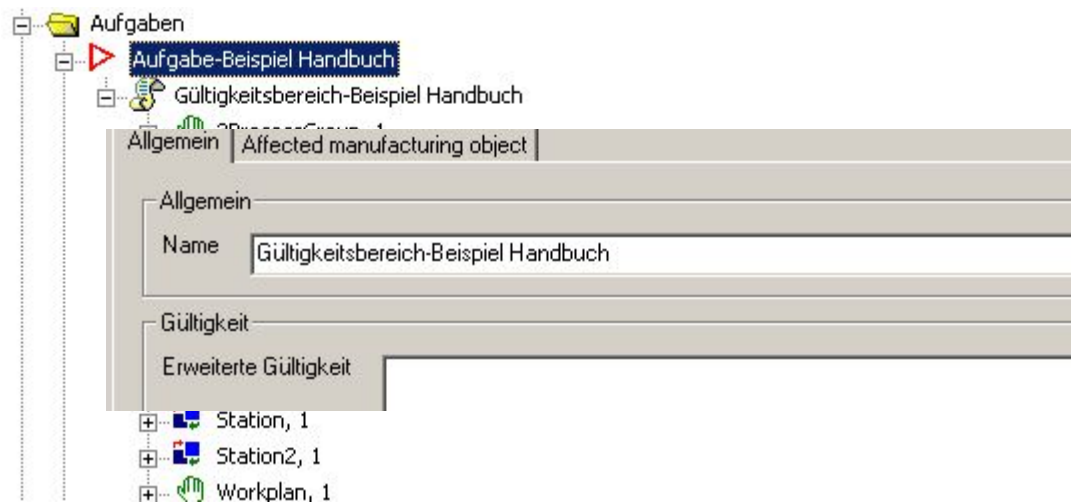 Aufgaben
Aufgabe-Beispiel Handbuch
Gültigkeitsbereich-Beispiel Handbuch
Allgemein Affected manufacturing object
Allgemein
Name Gültigkeitsbereich-Beispiel Handbuch
Gültigkeit
Erweiterte Gültigkeit
Station, 1
Station2, 1
Workplan, 1